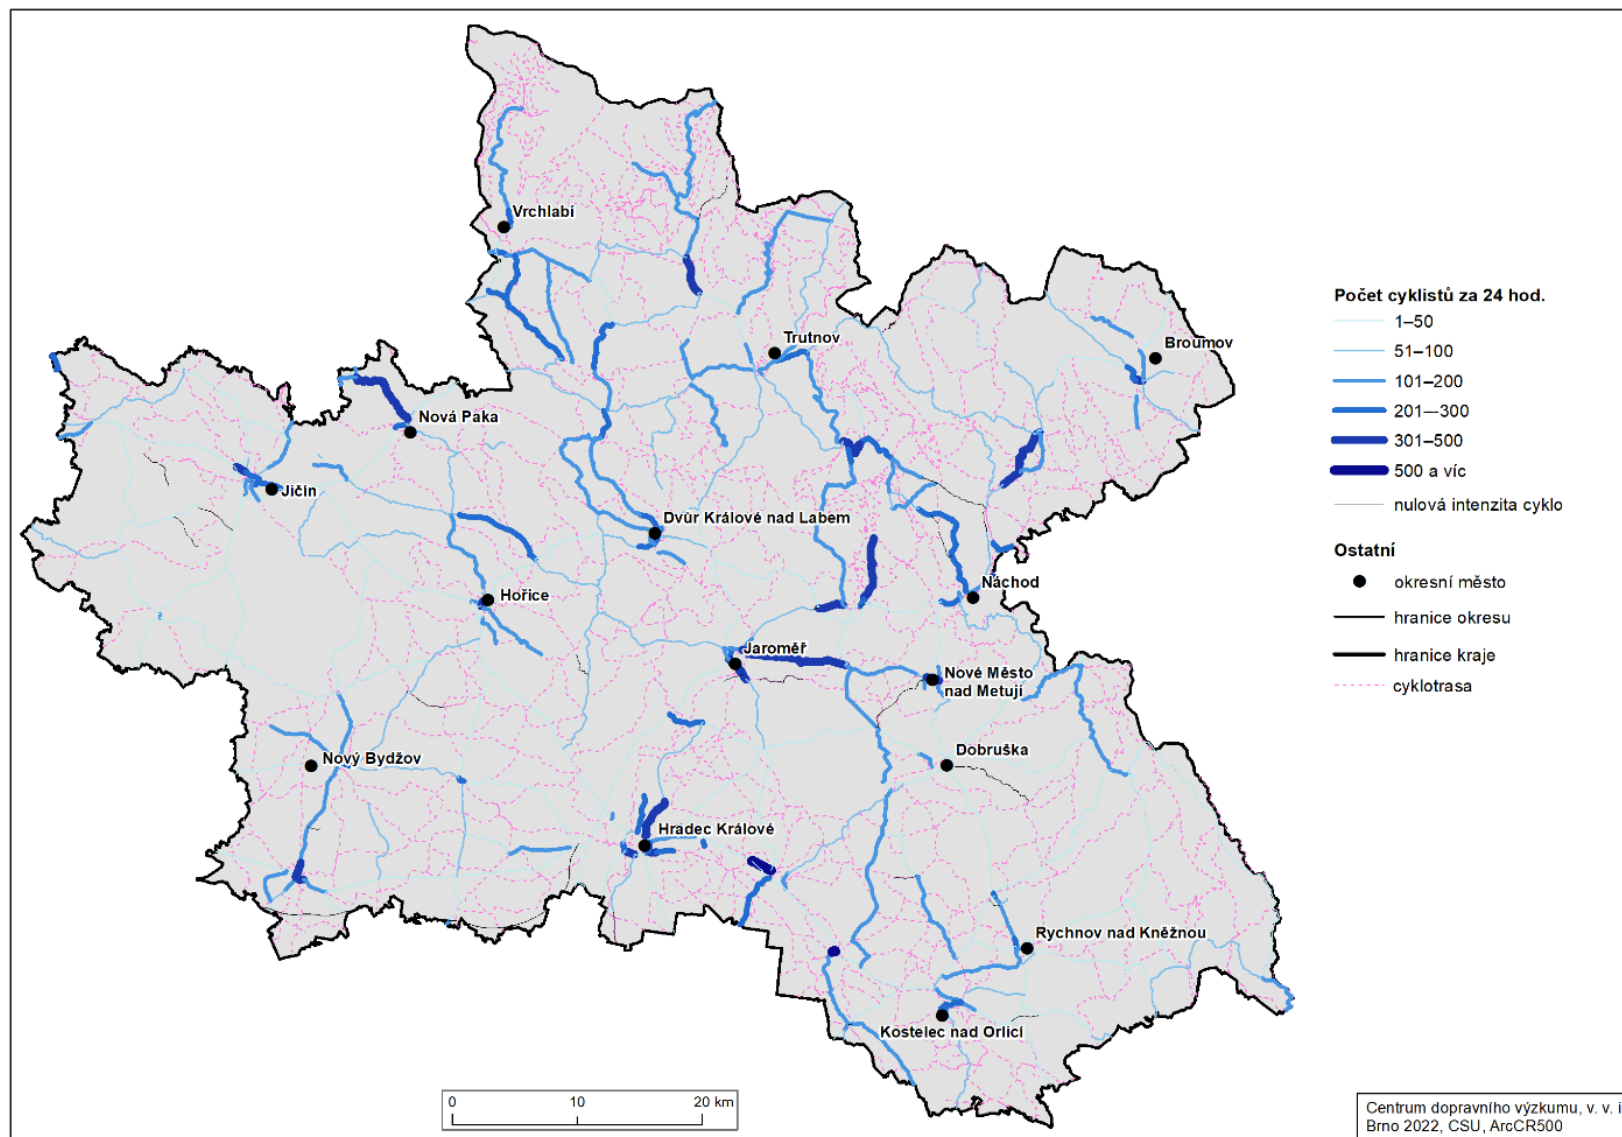 Vrchlabí
Trutnov
Broumov
Nová Paka
Jičín
Dvůr Králové nad Labem
Hořice
Náchod
Jaroměř
Nové Město
nad Metují
Nový Bydžov
Dobruška
Hradec Králové
Rychnov nad Kněžnou
Kostelec nad Orlicí
Počet cyklistů za 24 hod.
1–50
51–100
101–200
201—300
301–500
500 a víc
nulová intenzita cyklo
Ostatní
okresní město
hranice okresu
hranice kraje
cyklotrasa
0 10 20 km
Centrum dopravního výzkumu, v. v. i
Brno 2022, CSU, ArcCR500